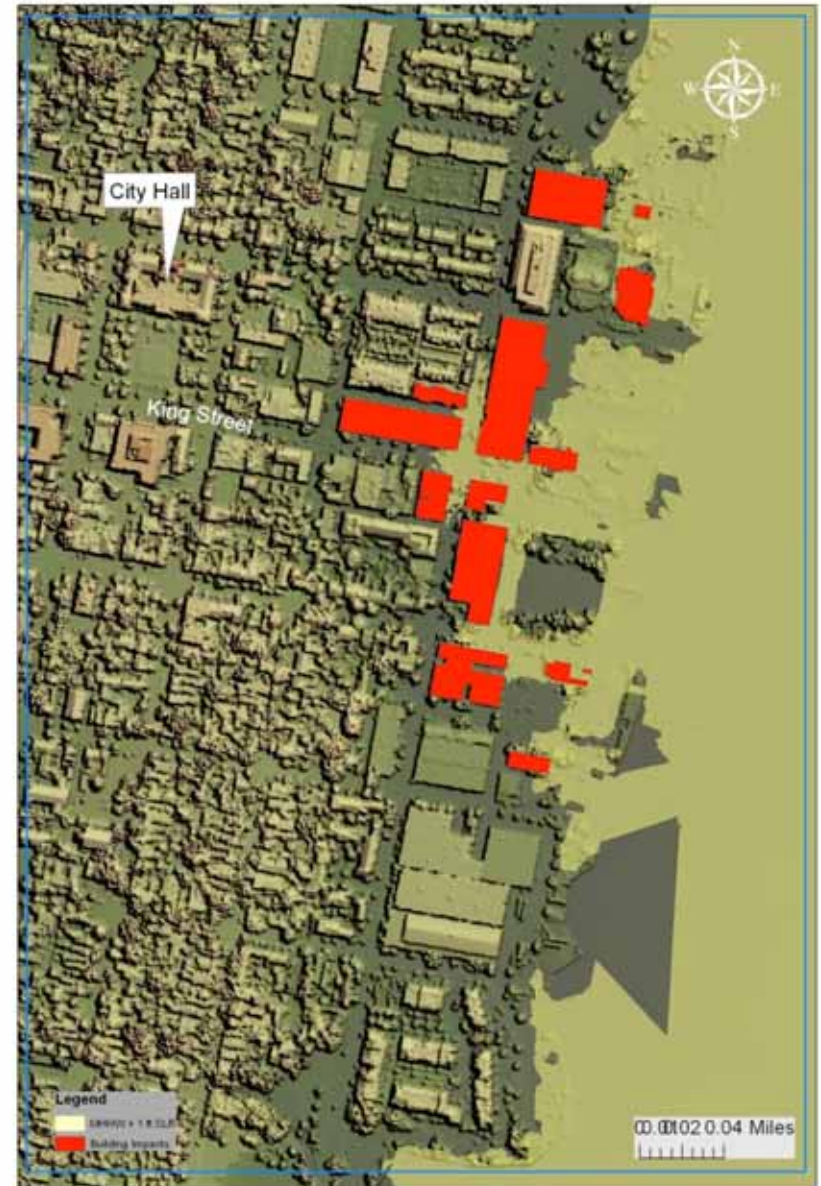 N
W E
S
City Hall
King Street
Legend
Building Impacts
0.04 Miles